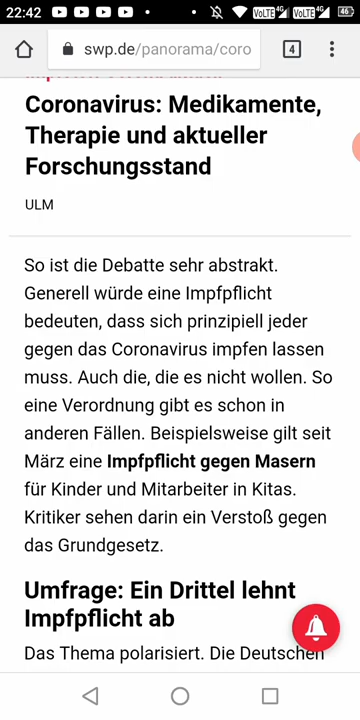 22:42
VoLTE 4G VoLTE 4G 46
swp.de/panorama/coro
4
Coronavirus: Medikamente,
Therapie und aktueller
Forschungsstand
ULM
So ist die Debatte sehr abstrakt.
Generell würde eine Impfpflicht
bedeuten, dass sich prinzipiell jeder
gegen das Coronavirus impfen lassen
muss. Auch die, die es nicht wollen. So
eine Verordnung gibt es schon in
anderen Fällen. Beispielsweise gilt seit
März eine Impfpflicht gegen Masern
für Kinder und Mitarbeiter in Kitas.
Kritiker sehen darin ein Verstoß gegen
das Grundgesetz.
Umfrage: Ein Drittel lehnt
Impfpflicht ab
Das Thema polarisiert. Die Deutschen